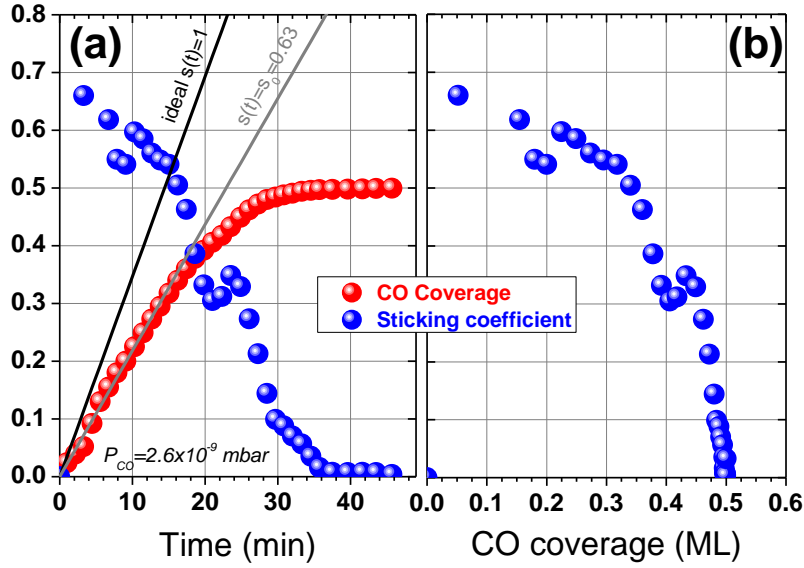 0.8
0.7
0.6
0.5
0.4
0.3
0.2
0.1
0.0
(a)
ideal s(t)=1
s(t)=s₀=0.63
P_CO=2.6x10⁻⁹ mbar
0 10 20 30 40
Time (min)
CO Coverage
Sticking coefficient
(b)
0.0 0.1 0.2 0.3 0.4 0.5 0.6
CO coverage (ML)